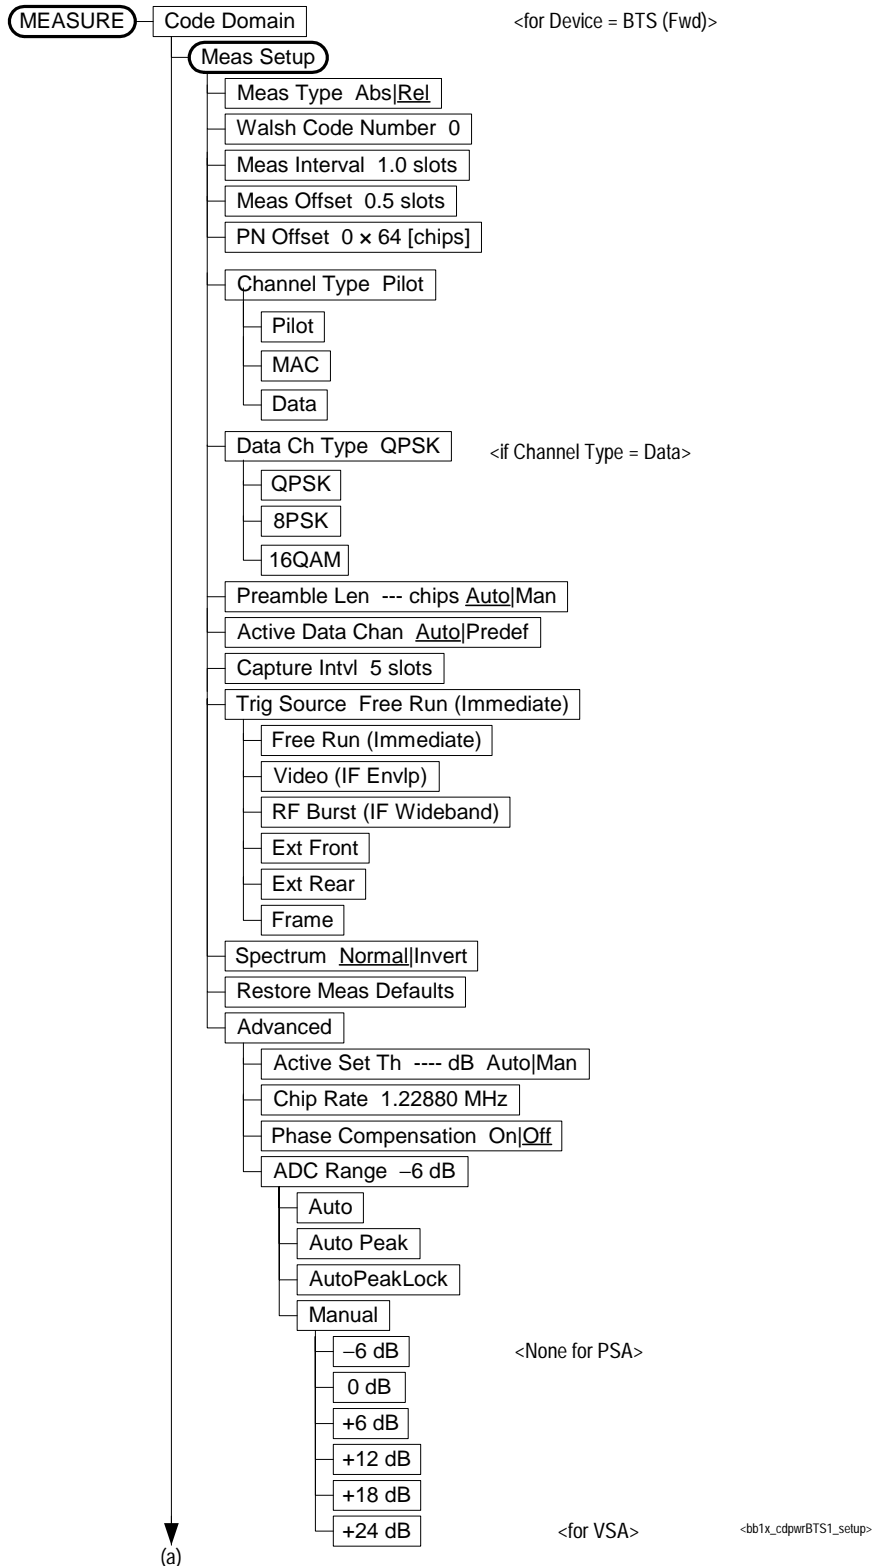 MEASURE Code Domain <for Device = BTS (Fwd)>
Meas Setup
Meas Type Abs|Rel
Walsh Code Number 0
Meas Interval 1.0 slots
Meas Offset 0.5 slots
PN Offset 0 × 64 [chips]
Channel Type Pilot
Pilot
MAC
Data
Data Ch Type QPSK <if Channel Type = Data>
QPSK
8PSK
16QAM
Preamble Len --- chips Auto|Man
Active Data Chan Auto|Predef
Capture Intvl 5 slots
Trig Source Free Run (Immediate)
Free Run (Immediate)
Video (IF Envlp)
RF Burst (IF Wideband)
Ext Front
Ext Rear
Frame
Spectrum Normal|Invert
Restore Meas Defaults
Advanced
Active Set Th ---- dB Auto|Man
Chip Rate 1.22880 MHz
Phase Compensation On|Off
ADC Range –6 dB
Auto
Auto Peak
AutoPeakLock
Manual
–6 dB <None for PSA>
0 dB
+6 dB
+12 dB
+18 dB
+24 dB <for VSA> <bb1x_cdpwrBTS1_setup>
(a)